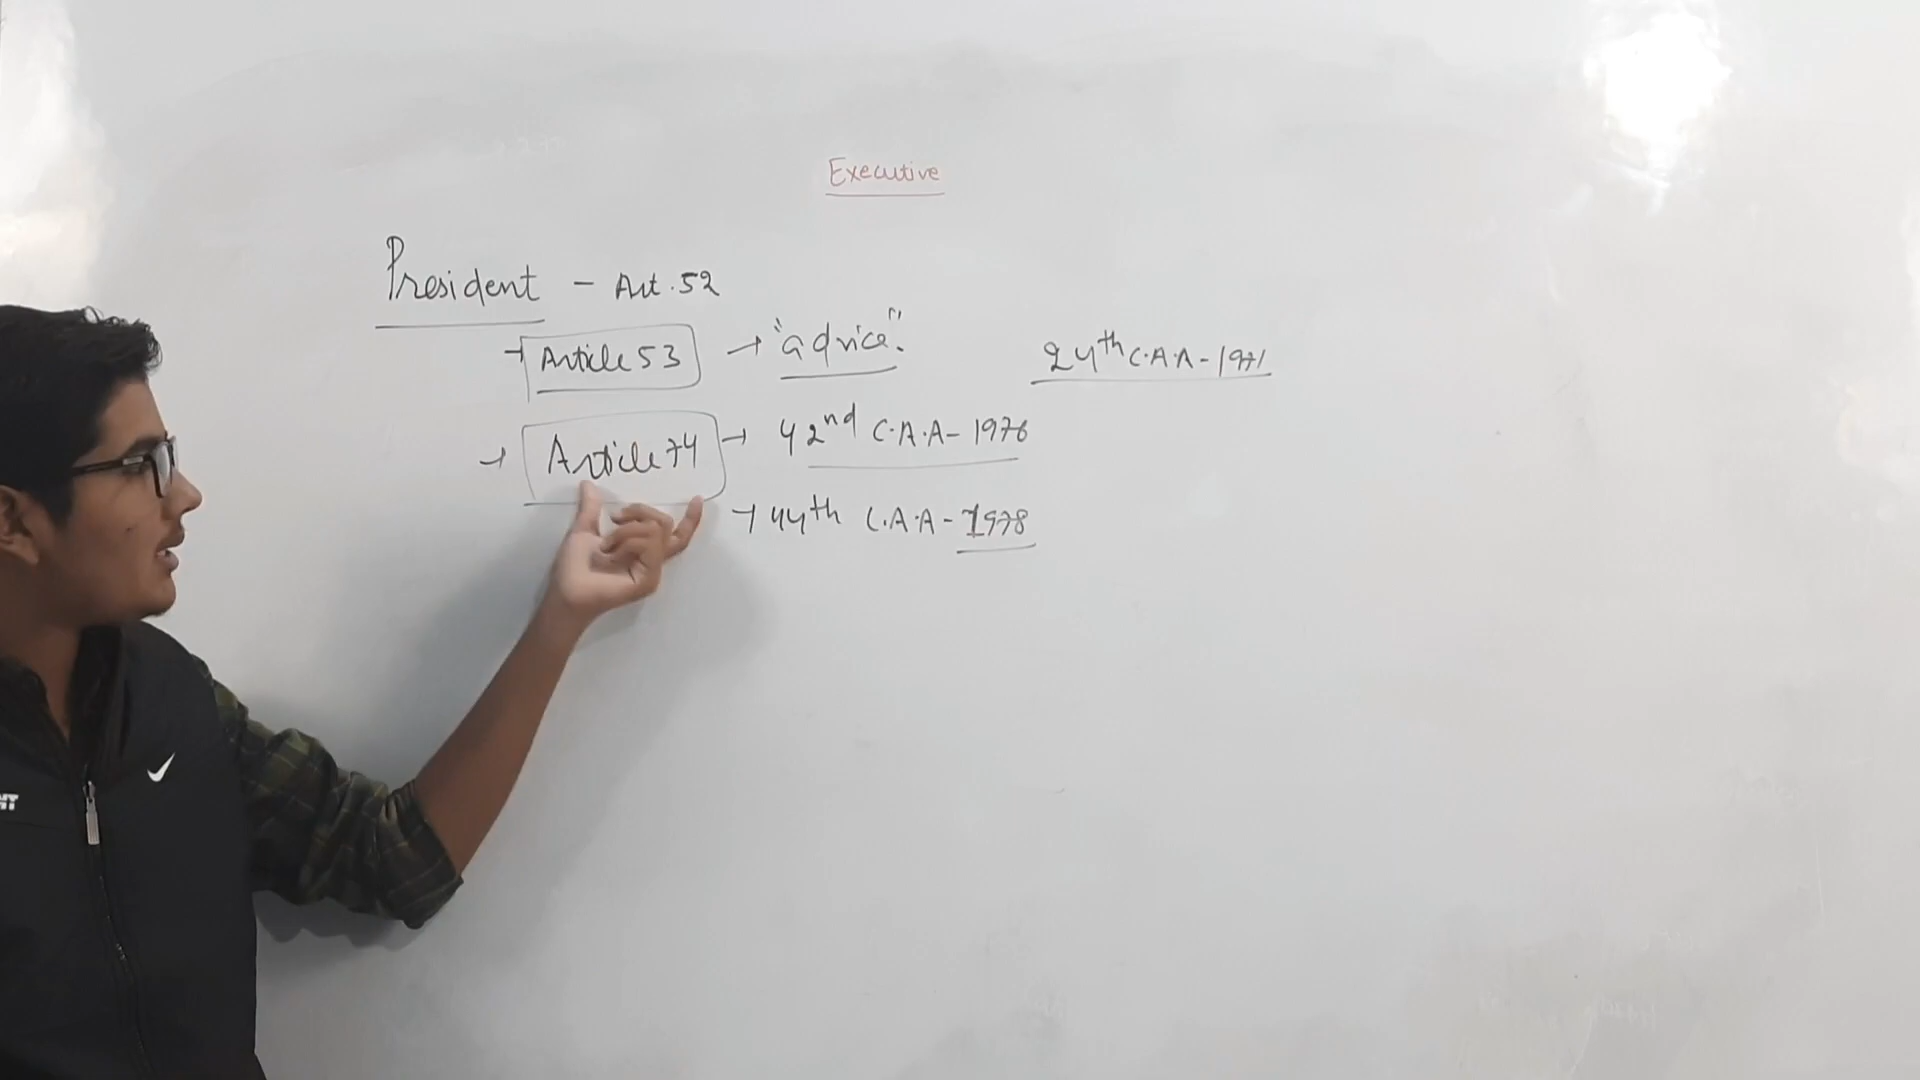 Executive
President - Art. 52
→ Article 53 → "advice".
24th C.A.A - 1971
→ Article 74 → 42nd C.A.A - 1976
→ 44th C.A.A - 1978